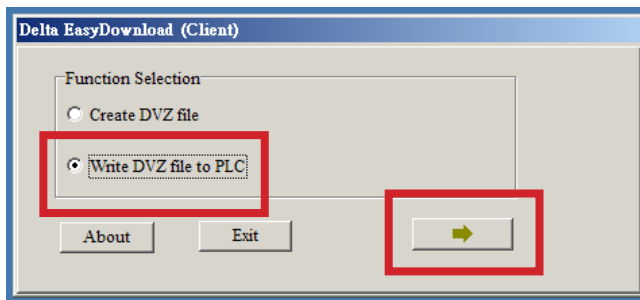 Delta EasyDownload (Client)
Function Selection
Create DVZ file
Write DVZ file to PLC
About
Exit